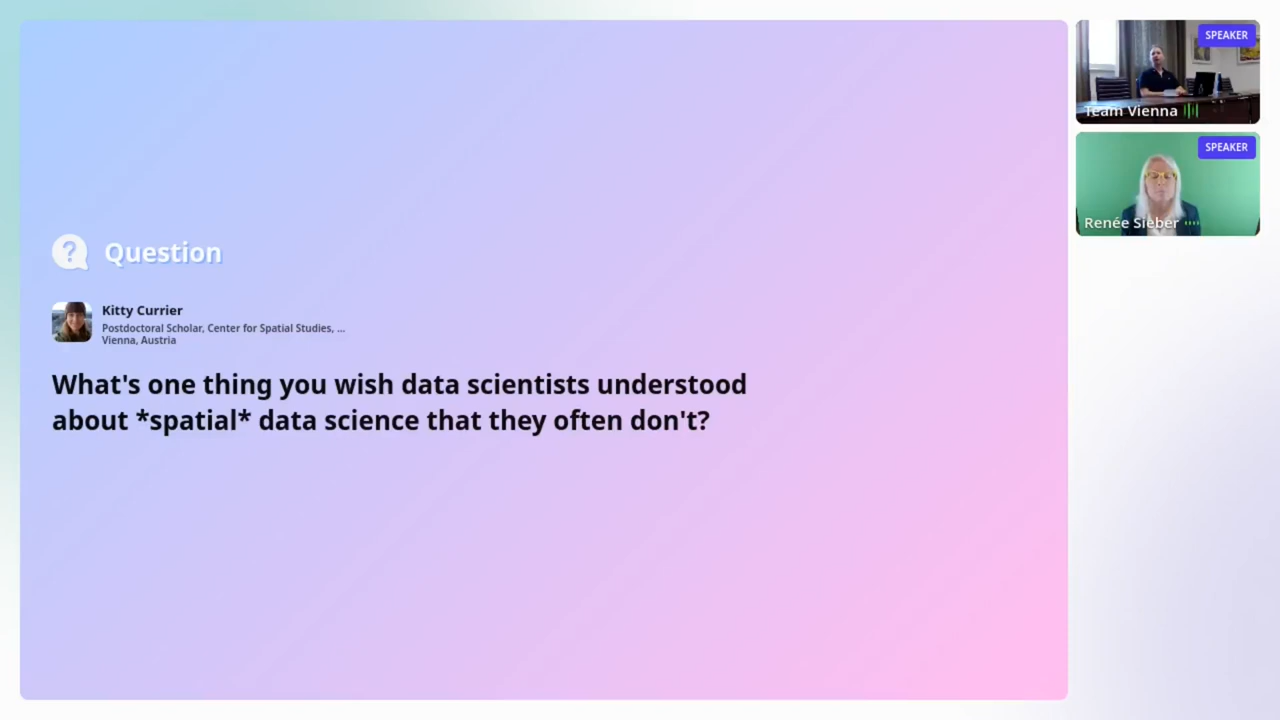 Question
Kitty Currier
Postdoctoral Scholar, Center for Spatial Studies, ...
Vienna, Austria
What's one thing you wish data scientists understood
about *spatial* data science that they often don't?
SPEAKER
Team Vienna
SPEAKER
Renée Sieber